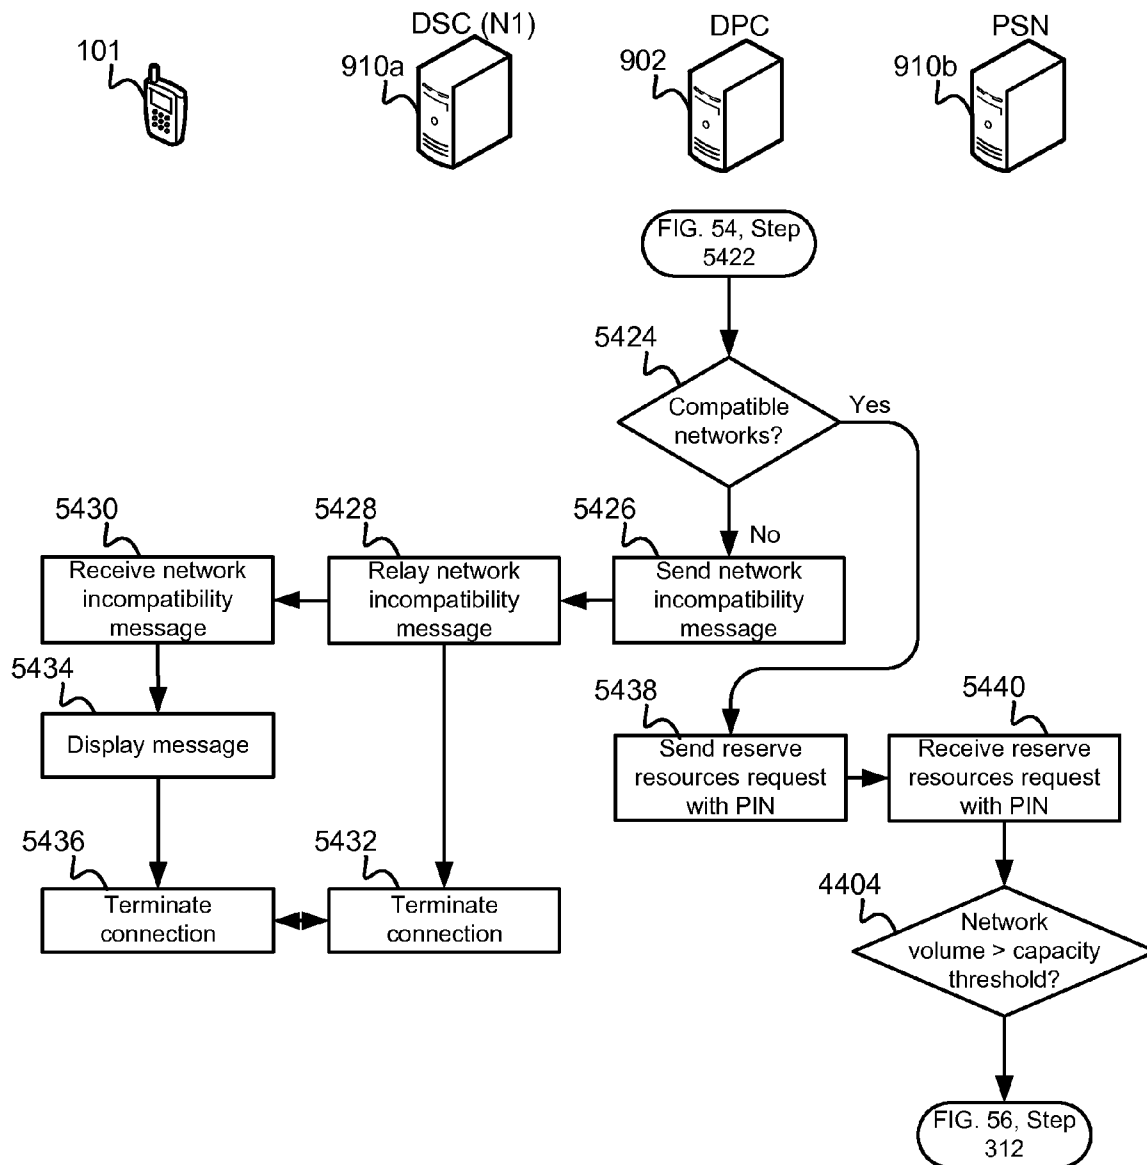 DSC (N1)
DPC
PSN
101
910a
902
910b
FIG. 54, Step
5422
5424
Compatible
networks?
Yes
No
5430
5428
5426
Receive network
incompatibility
message
Relay network
incompatibility
message
Send network
incompatibility
message
5434
Display message
5438
5440
Send reserve
resources request
with PIN
Receive reserve
resources request
with PIN
5436
5432
Terminate
connection
Terminate
connection
4404
Network
volume > capacity
threshold?
FIG. 56, Step
312